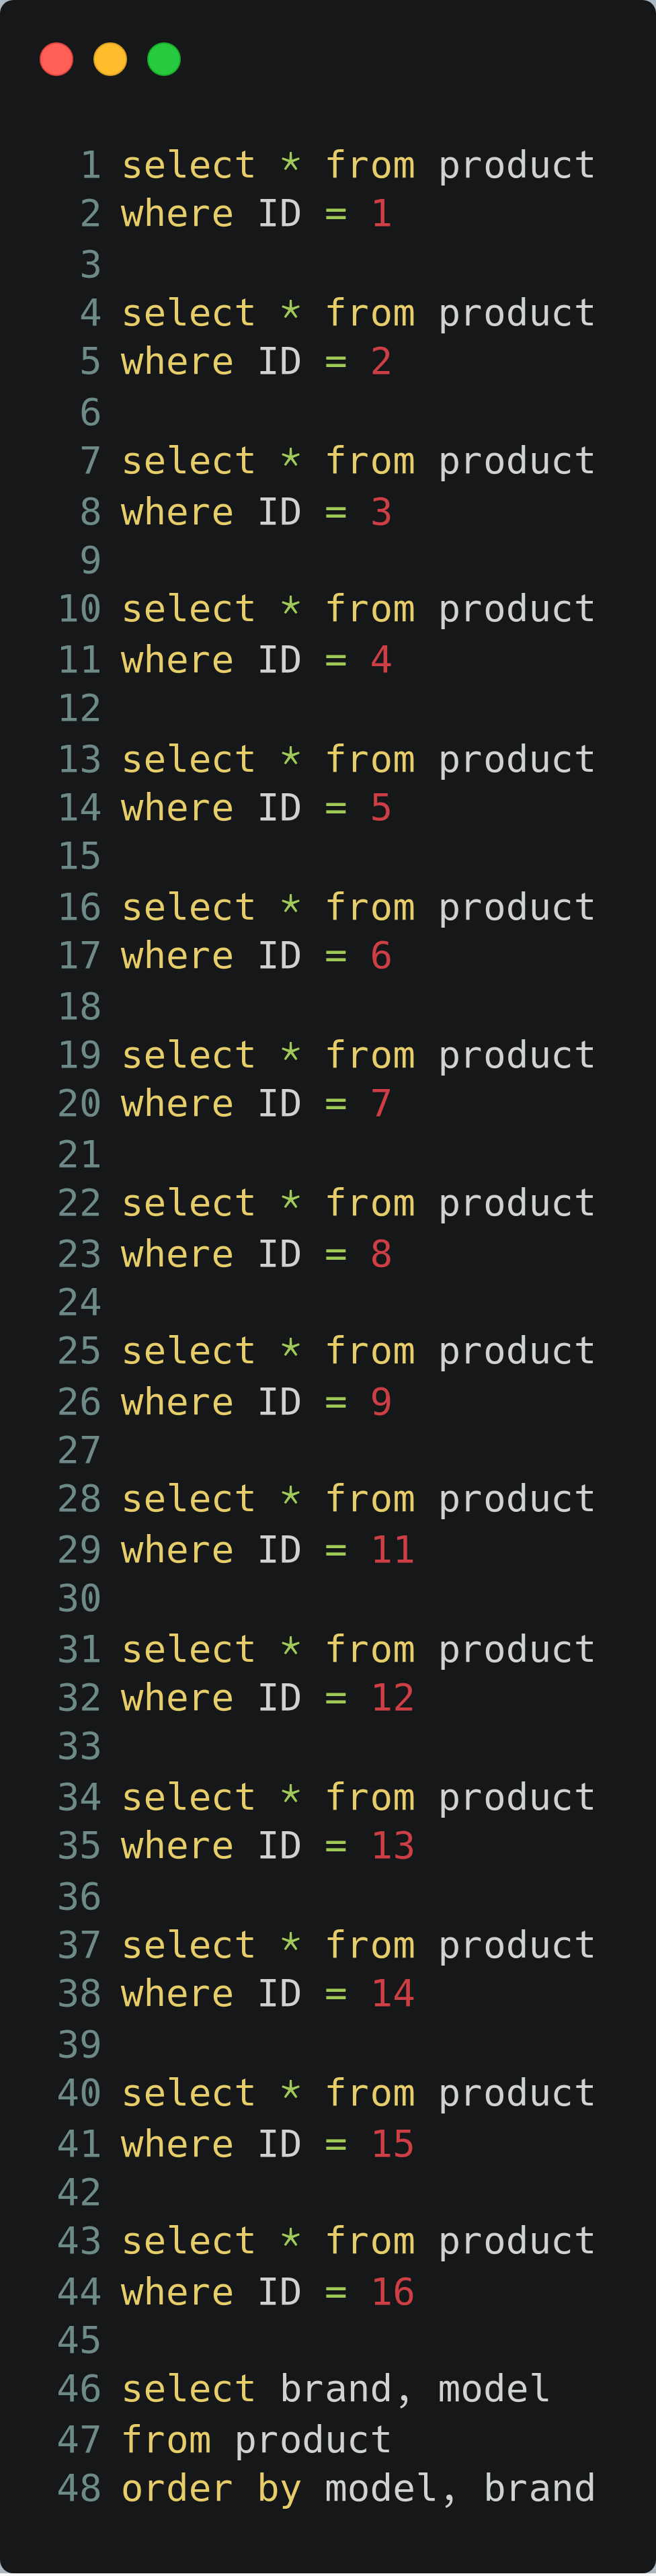 1 select * from product
2 where ID = 1
3
4 select * from product
5 where ID = 2
6
7 select * from product
8 where ID = 3
9
10 select * from product
11 where ID = 4
12
13 select * from product
14 where ID = 5
15
16 select * from product
17 where ID = 6
18
19 select * from product
20 where ID = 7
21
22 select * from product
23 where ID = 8
24
25 select * from product
26 where ID = 9
27
28 select * from product
29 where ID = 11
30
31 select * from product
32 where ID = 12
33
34 select * from product
35 where ID = 13
36
37 select * from product
38 where ID = 14
39
40 select * from product
41 where ID = 15
42
43 select * from product
44 where ID = 16
45
46 select brand, model
47 from product
48 order by model, brand